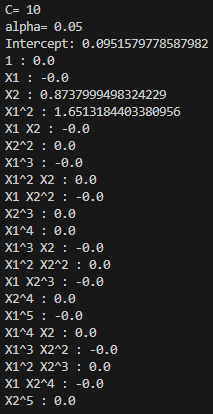 C= 10
alpha= 0.05
Intercept: 0.0951579778587982
1 : 0.0
X1 : -0.0
X2 : 0.8737999498324229
X1^2 : 1.6513184403380956
X1 X2 : -0.0
X2^2 : 0.0
X1^3 : -0.0
X1^2 X2 : 0.0
X1 X2^2 : -0.0
X2^3 : 0.0
X1^4 : 0.0
X1^3 X2 : -0.0
X1^2 X2^2 : 0.0
X1 X2^3 : -0.0
X2^4 : 0.0
X1^5 : -0.0
X1^4 X2 : 0.0
X1^3 X2^2 : -0.0
X1^2 X2^3 : 0.0
X1 X2^4 : -0.0
X2^5 : 0.0